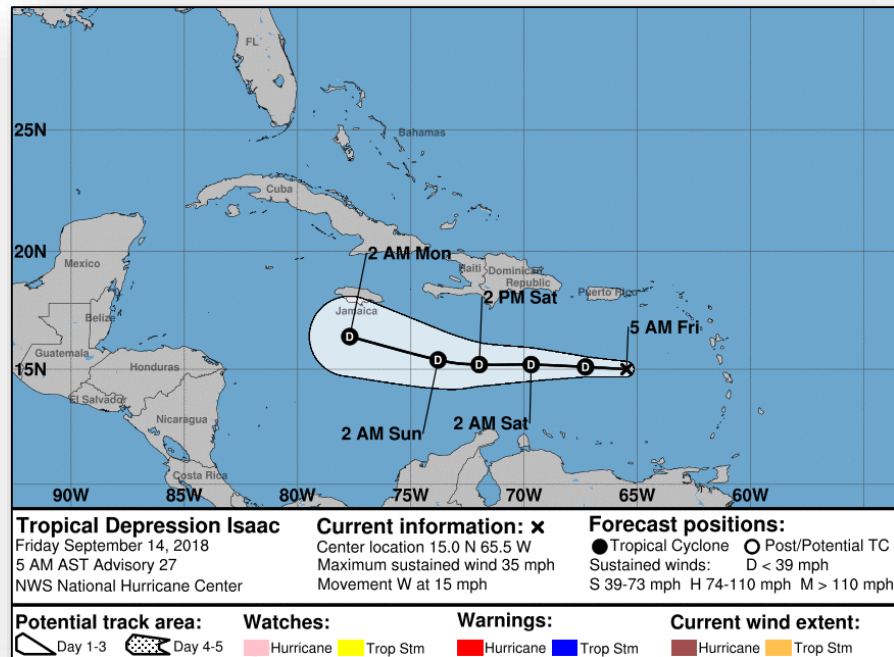 FL
25N
Bahamas
Cuba
20N
2 AM Mon
Mexico
Haiti Dominican
Republic
Puerto Rico
2 PM Sat
Jamaica
5 AM Fri
Belize
D
D
D
D
D
Guatemala
15N
Honduras
El Salvador
2 AM Sun
2 AM Sat
Nicaragua
Costa Rica
90W 85W 80W 75W 70W 65W 60W
Tropical Depression Isaac
Friday September 14, 2018
5 AM AST Advisory 27
NWS National Hurricane Center
Current information: x
Center location 15.0 N 65.5 W
Maximum sustained wind 35 mph
Movement W at 15 mph
Forecast positions:
Tropical Cyclone Post/Potential TC
Sustained winds: D < 39 mph
S 39-73 mph H 74-110 mph M > 110 mph
Potential track area:
Day 1-3 Day 4-5
Watches:
Hurricane Trop Stm
Warnings:
Hurricane Trop Stm
Current wind extent:
Hurricane Trop Stm